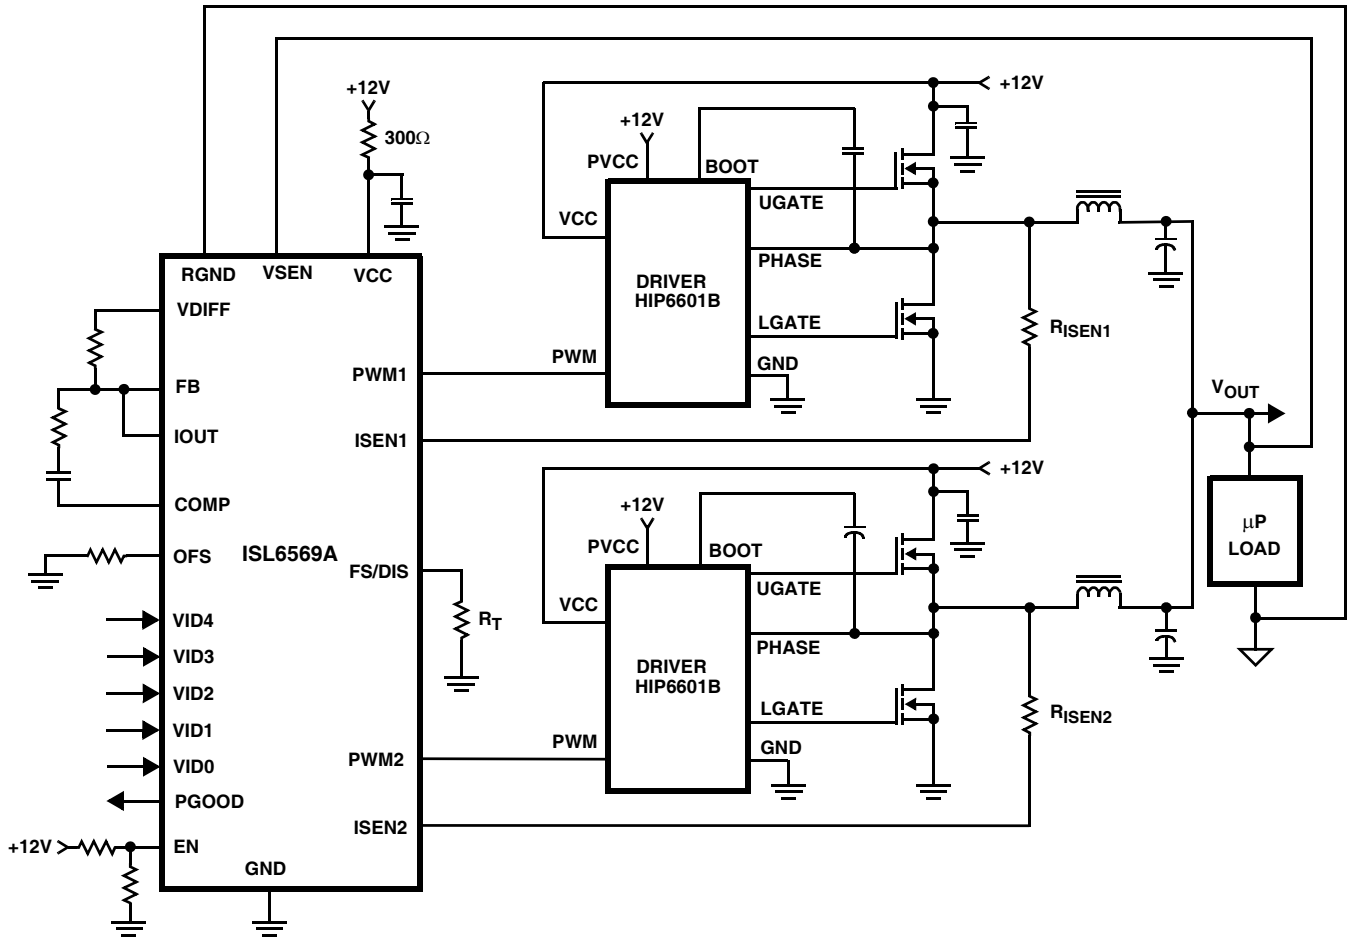 +12V
300Ω
RGND
VSEN
VCC
VDIFF
FB
IOUT
COMP
OFS
VID4
VID3
VID2
VID1
VID0
PGOOD
EN
+12V
GND
ISL6569A
PWM1
ISEN1
FS/DIS
RT
PWM2
ISEN2
+12V
+12V
PVCC
BOOT
VCC
UGATE
PHASE
DRIVER
HIP6601B
LGATE
PWM
GND
RISEN1
+12V
+12V
PVCC
BOOT
VCC
UGATE
PHASE
DRIVER
HIP6601B
LGATE
PWM
GND
RISEN2
VOUT
µP
LOAD